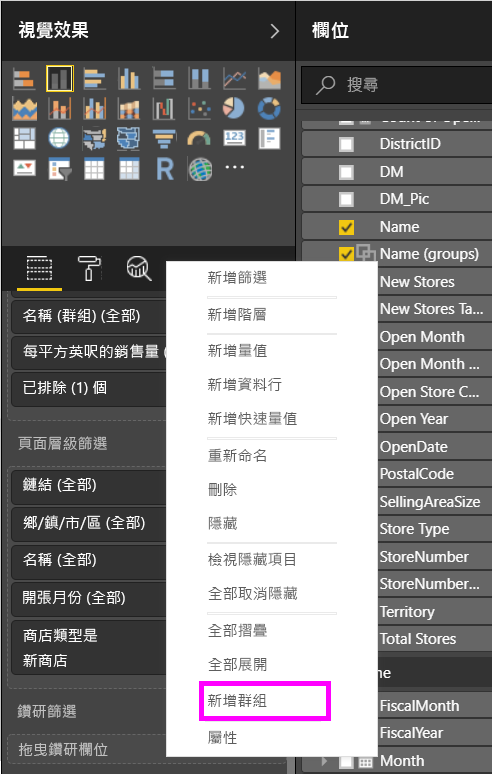 視覺效果
欄位
搜尋
123
R
DistrictID
DM
DM_Pic
Name
Name (groups)
New Stores
New Stores Ta...
Open Month
Open Month ...
Open Store C...
Open Year
OpenDate
PostalCode
SellingAreaSize
Store Type
StoreNumber
StoreNumber...
Territory
Total Stores
FiscalMonth
FiscalYear
Month
名稱 (群組) (全部)
每平方英呎的銷售量 (
已排除 (1) 個
頁面層級篩選
鏈結 (全部)
鄉/鎮/市/區 (全部)
名稱 (全部)
開張月份 (全部)
商店類型是
新商店
鑽研篩選
拖曳鑽研欄位
新增篩選
新增階層
新增量值
新增資料行
新增快速量值
重新命名
刪除
隱藏
檢視隱藏項目
全部取消隱藏
全部摺疊
全部展開
新增群組
屬性